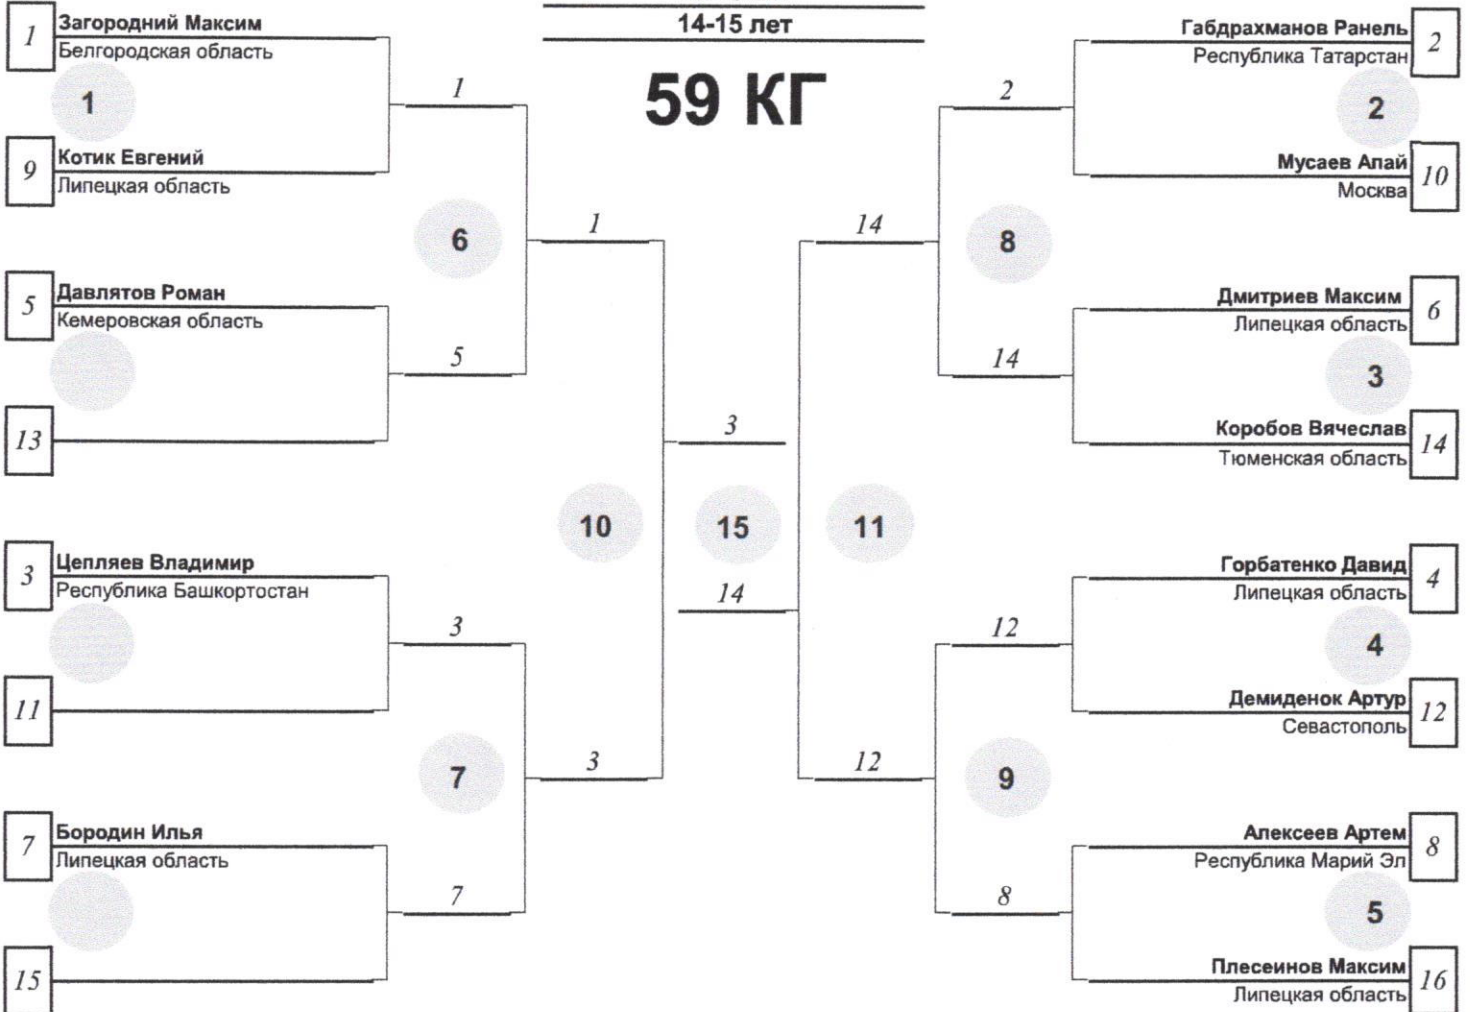 14-15 лет
59 КГ
1
Загородний Максим
Белгородская область
1
9
Котик Евгений
Липецкая область
1
6
5
Давлятов Роман
Кемеровская область
13
5
1
3
Цепляев Владимир
Республика Башкортостан
11
3
7
7
Бородин Илья
Липецкая область
15
7
3
10
3
15
14
11
14
12
2
8
14
12
9
8
Габдрахманов Ранель
2
Республика Татарстан
2
Мусаев Апай
10
Москва
Дмитриев Максим
6
Липецкая область
3
Коробов Вячеслав
14
Тюменская область
Горбатенко Давид
4
Липецкая область
4
Демиденок Артур
12
Севастополь
Алексеев Артем
8
Республика Марий Эл
5
Плесеинов Максим
16
Липецкая область